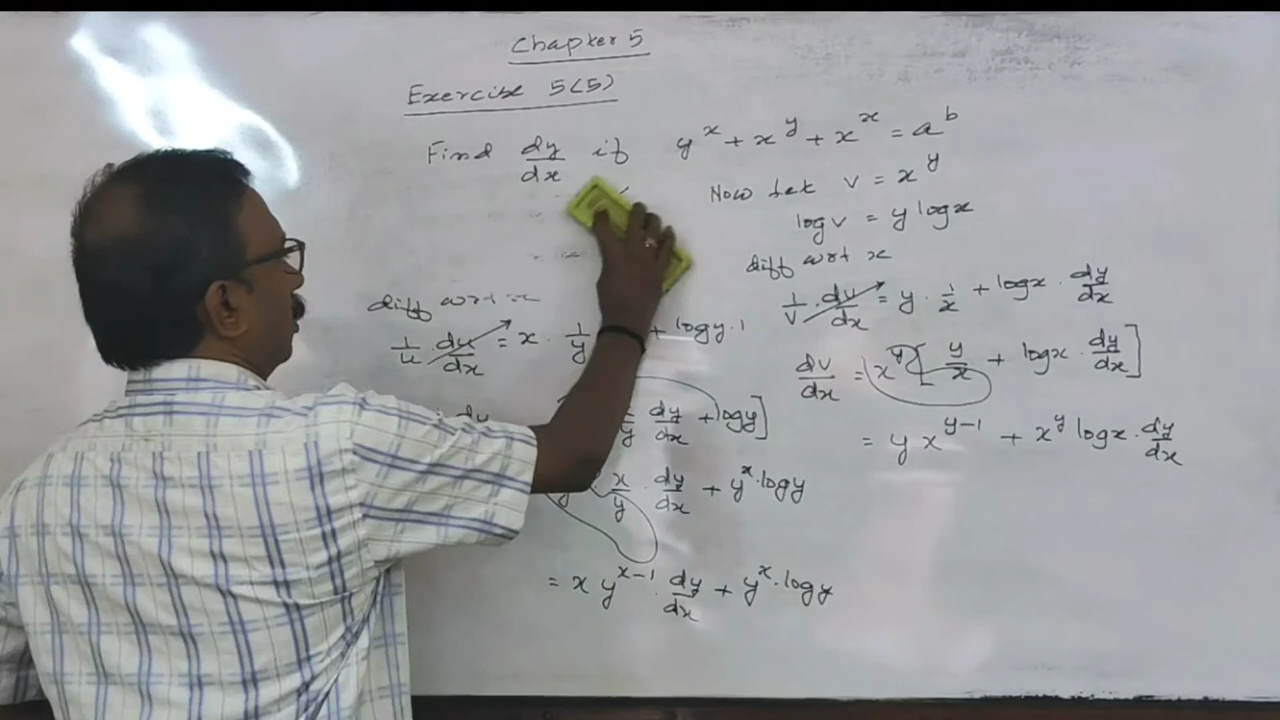 Chapter 5
Exercise 5(5)
Find dy/dx if y^x + x^y + x^x = a^b
Now let v = x^y
log v = y log x
diff wrt x
1/v · dv/dx = y · 1/x + log x · dy/dx
dv/dx = x^y [ y/x + log x · dy/dx ]
= y x^(y-1) + x^y log x · dy/dx
diff wrt x
1/u · du/dx = x · 1/y + log y · 1
dy/dx + log y ]
x/y · dy/dx + y^x · log y
= x y^(x-1) · dy/dx + y^x · log y